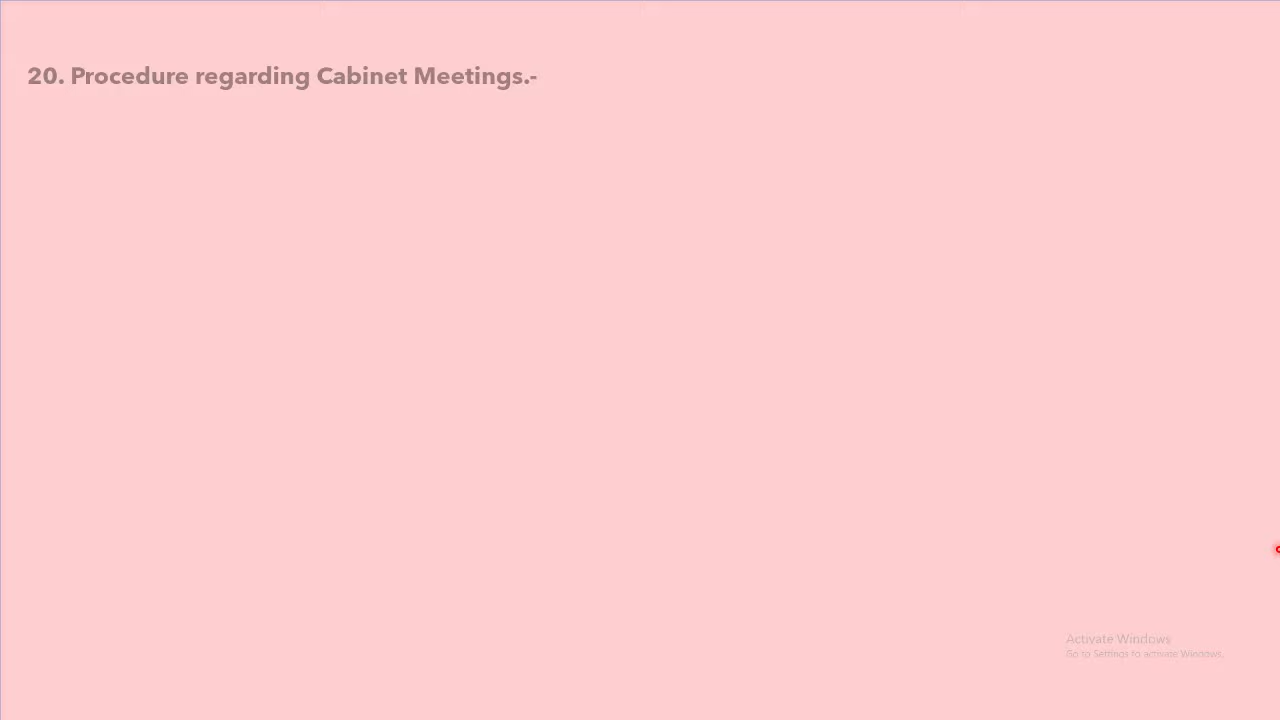 20. Procedure regarding Cabinet Meetings.-
Activate Windows
Go to Settings to activate Windows.